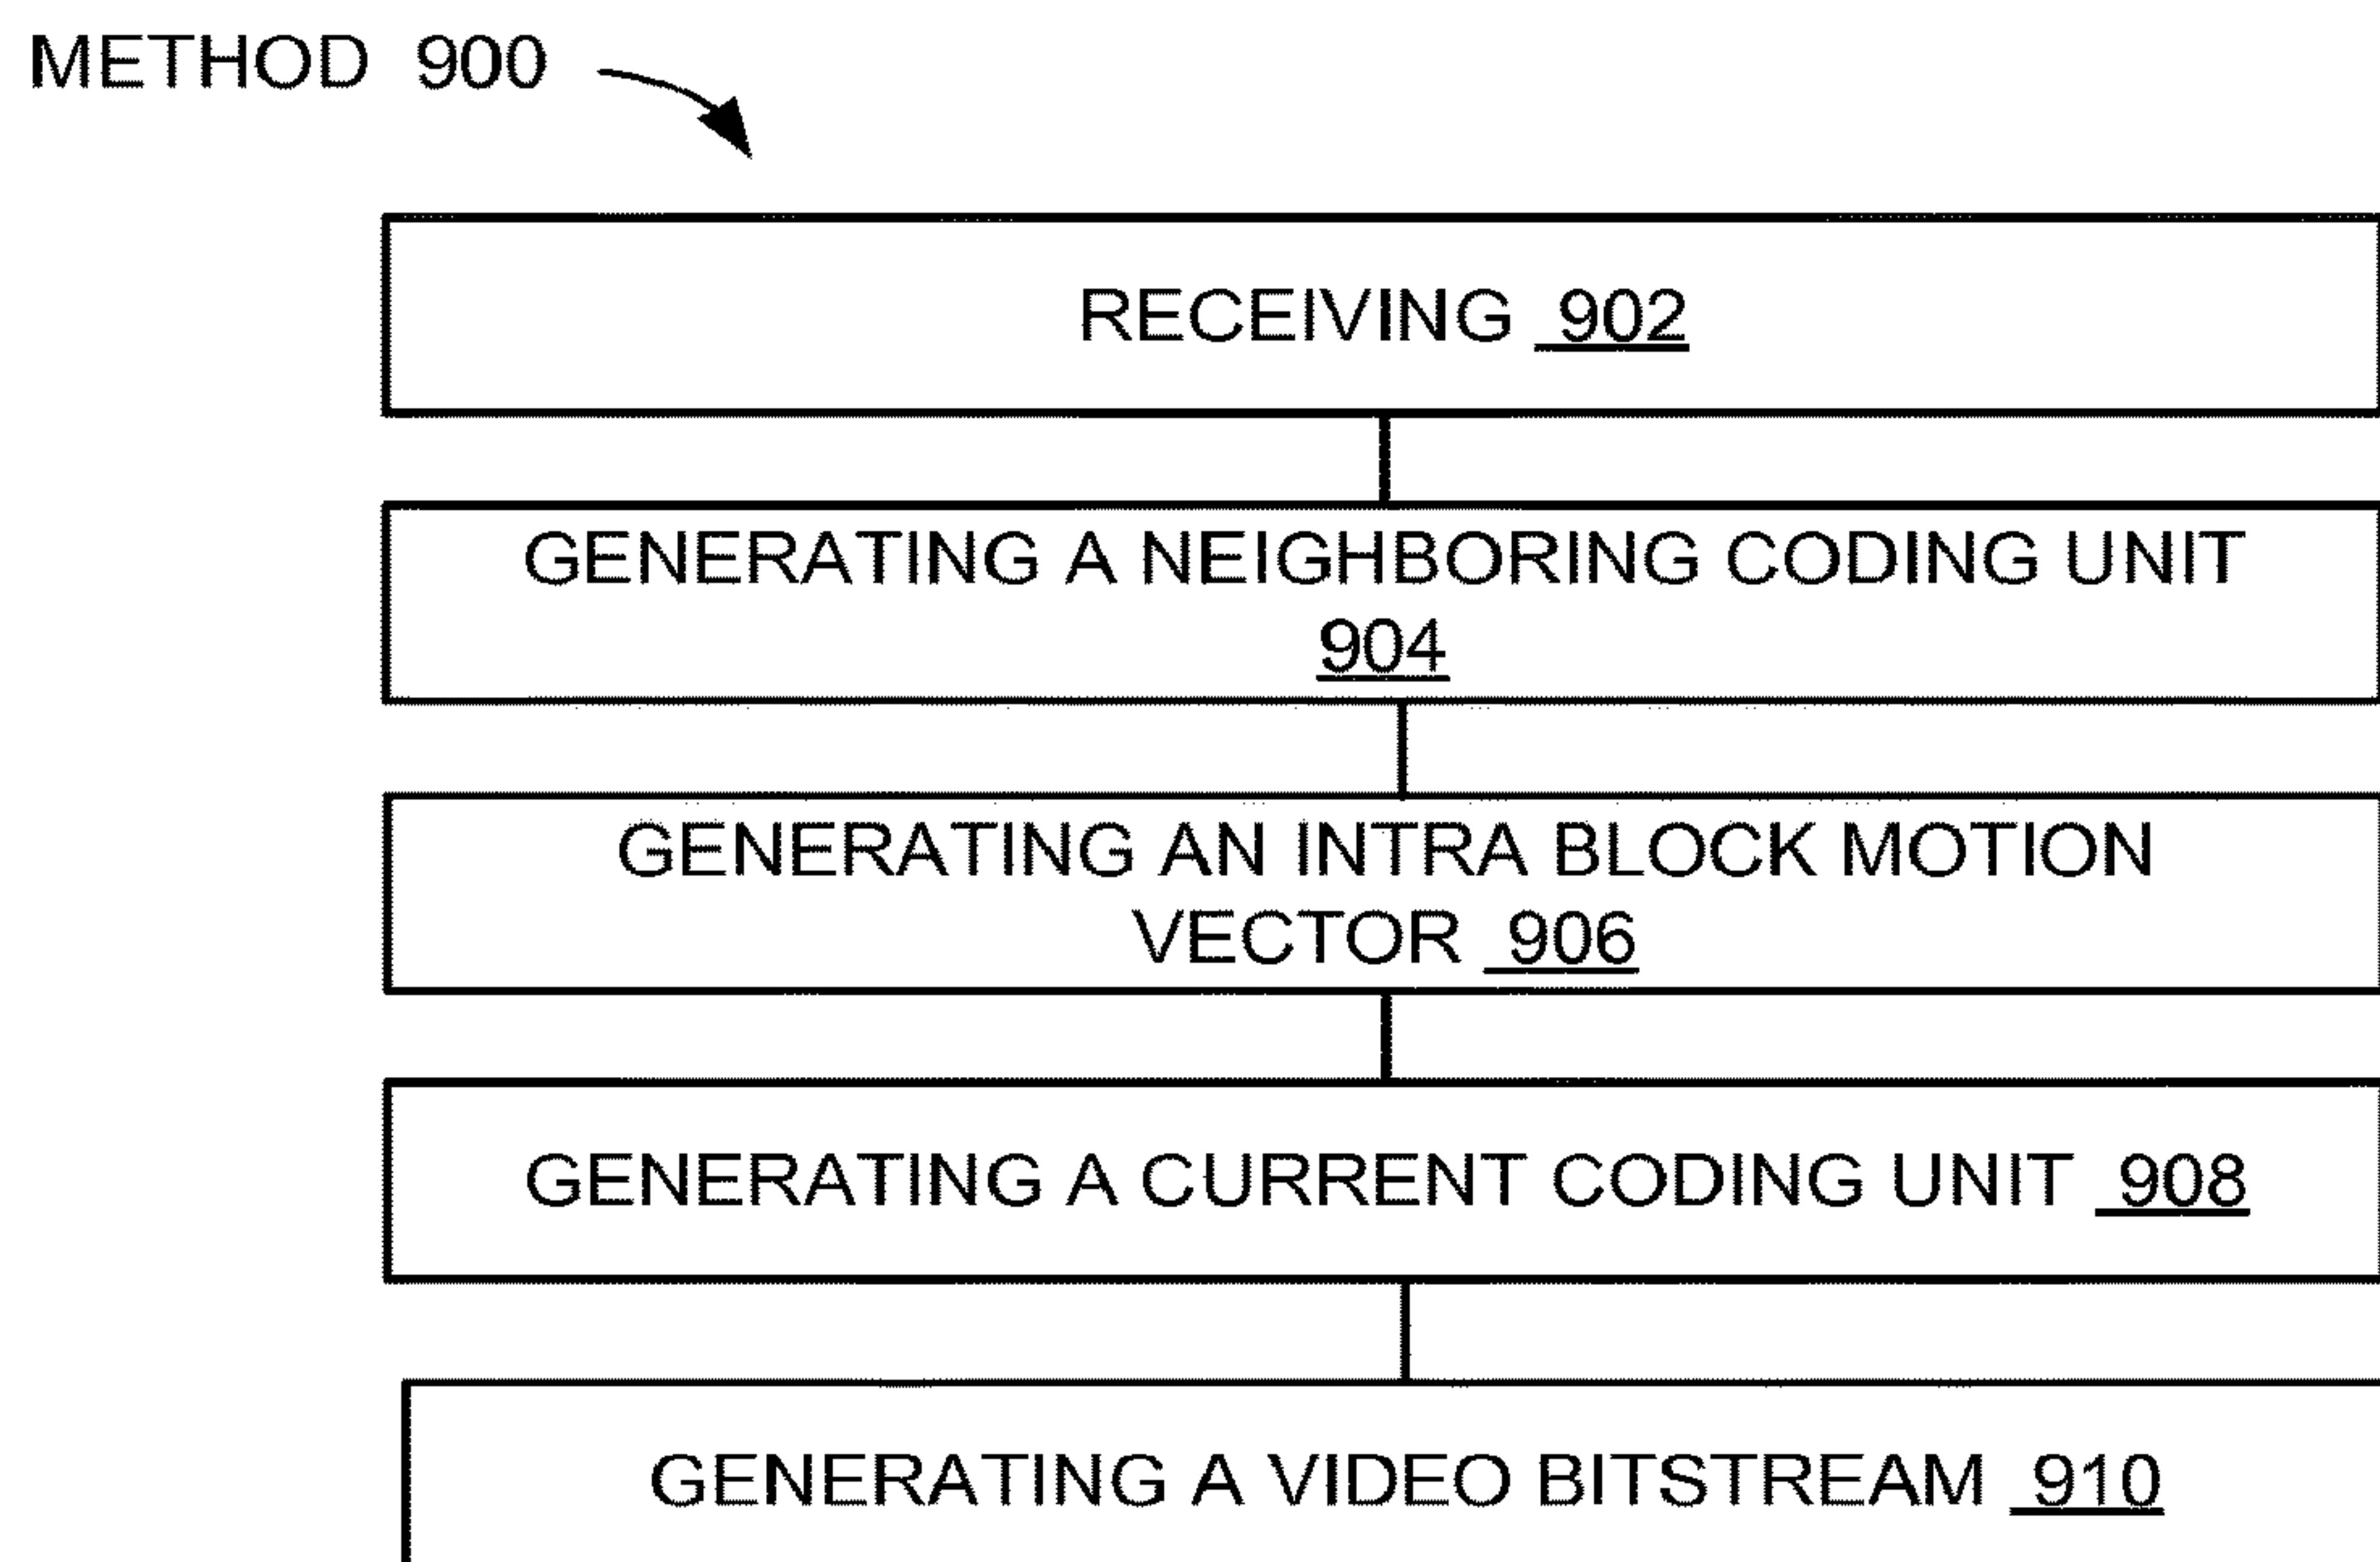 METHOD 900
RECEIVING 902
GENERATING A NEIGHBORING CODING UNIT
904
GENERATING AN INTRA BLOCK MOTION
VECTOR 906
GENERATING A CURRENT CODING UNIT 908
GENERATING A VIDEO BITSTREAM 910